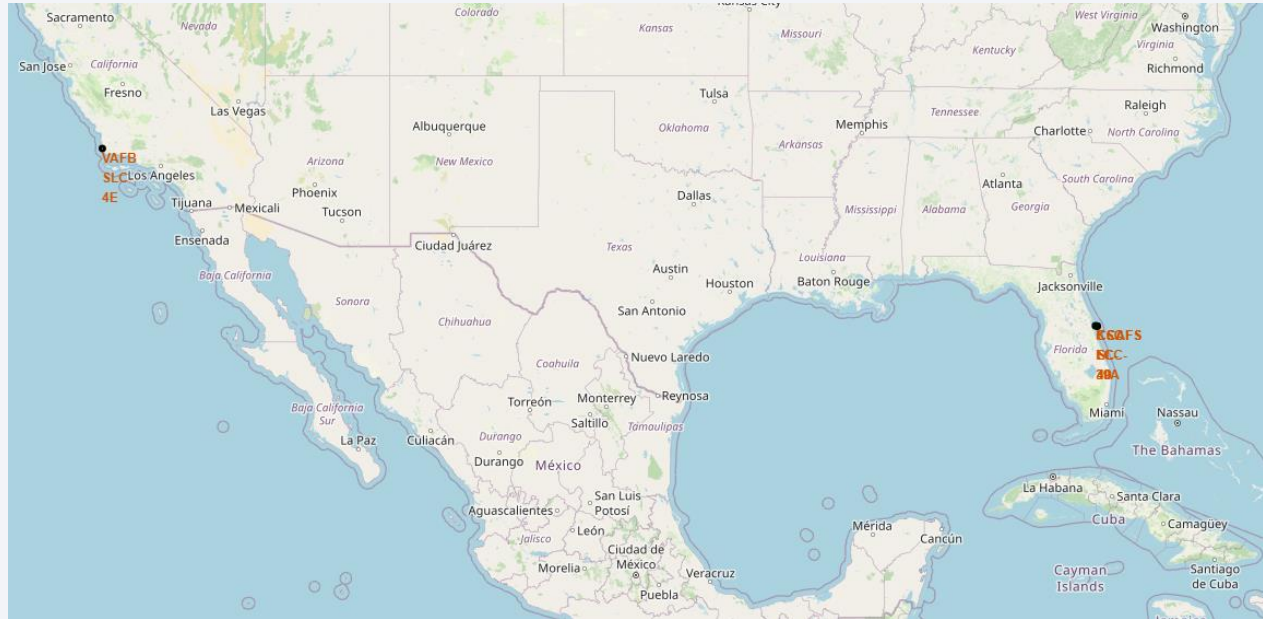 Sacramento
Nevada
Colorado
Kansas
Missouri
West Virginia
Washington
San Jose
California
Kentucky
Virginia
Richmond
Fresno
Las Vegas
Tulsa
Raleigh
Albuquerque
Oklahoma
Memphis
Tennessee
Charlotte
North Carolina
VAFB
SLC-
4E
Los Angeles
Arizona
New Mexico
Arkansas
Phoenix
Dallas
Atlanta
South Carolina
Tijuana
Mexicali
Tucson
Mississippi
Alabama
Georgia
Ensenada
Ciudad Juárez
Texas
Louisiana
Baja California
Austin
Houston
Baton Rouge
Jacksonville
Sonora
San Antonio
Chihuahua
Florida
Coahuila
Nuevo Laredo
Torreón
Monterrey
Reynosa
Baja California
Sur
Saltillo
Tamaulipas
Miami
Nassau
La Paz
Culiacán
Durango
Durango
México
The Bahamas
La Habana
Santa Clara
Aguascalientes
San Luis
Potosí
Cuba
Camagüey
León
Jalisco
Mérida
Cancún
Ciudad de
México
Morelia
Veracruz
Puebla
Cayman
Islands
Santiago
de Cuba